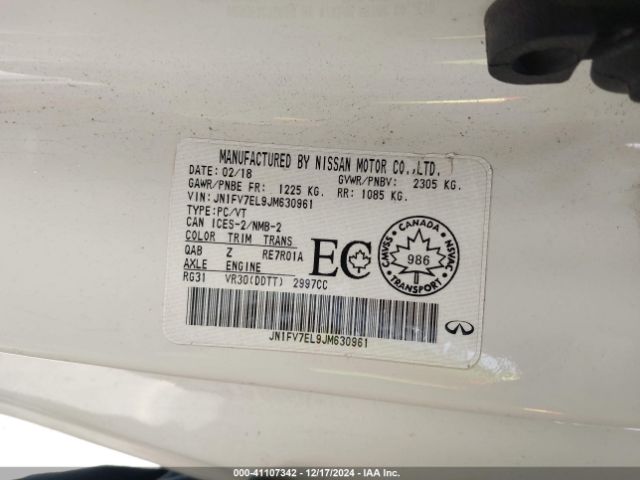 MANUFACTURED BY NISSAN MOTOR CO.,LTD.
DATE: 02/18 GVWR/PNBV: 2305 KG.
GAWR/PNBE FR: 1225 KG. RR: 1085 KG.
VIN:JN1FV7EL9JM630961
TYPE:PC/VT
CAN ICES-2/NMB-2
COLOR TRIM TRANS
QAB Z RE7R01A
AXLE ENGINE
RG31 VR30(DDTT) 2997CC
EC
CMVSS CANADA NSVAC
986
TRANSPORT
JN1FV7EL9JM630961
000-41107342 | 12/17/2024 - IAA Inc.